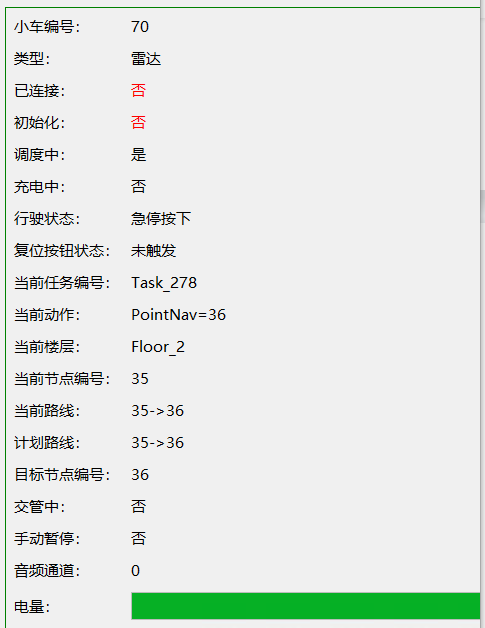 小车编号： 70
类型： 雷达
已连接： 否
初始化： 否
调度中： 是
充电中： 否
行驶状态： 急停按下
复位按钮状态： 未触发
当前任务编号： Task_278
当前动作： PointNav=36
当前楼层： Floor_2
当前节点编号： 35
当前路线： 35->36
计划路线： 35->36
目标节点编号： 36
交管中： 否
手动暂停： 否
音频通道： 0
电量：